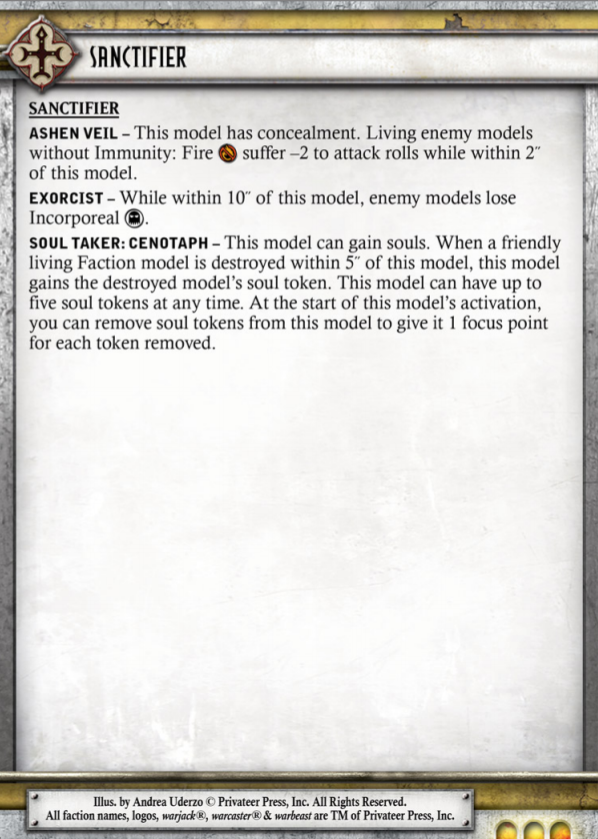 SANCTIFIER
SANCTIFIER
ASHEN VEIL – This model has concealment. Living enemy models
without Immunity: Fire suffer –2 to attack rolls while within 2˝
of this model.
EXORCIST – While within 10˝ of this model, enemy models lose
Incorporeal .
SOUL TAKER: CENOTAPH – This model can gain souls. When a friendly
living Faction model is destroyed within 5˝ of this model, this model
gains the destroyed model's soul token. This model can have up to
five soul tokens at any time. At the start of this model's activation,
you can remove soul tokens from this model to give it 1 focus point
for each token removed.
Illus. by Andrea Uderzo © Privateer Press, Inc. All Rights Reserved.
All faction names, logos, warjack®, warcaster® & warbeast are TM of Privateer Press, Inc.